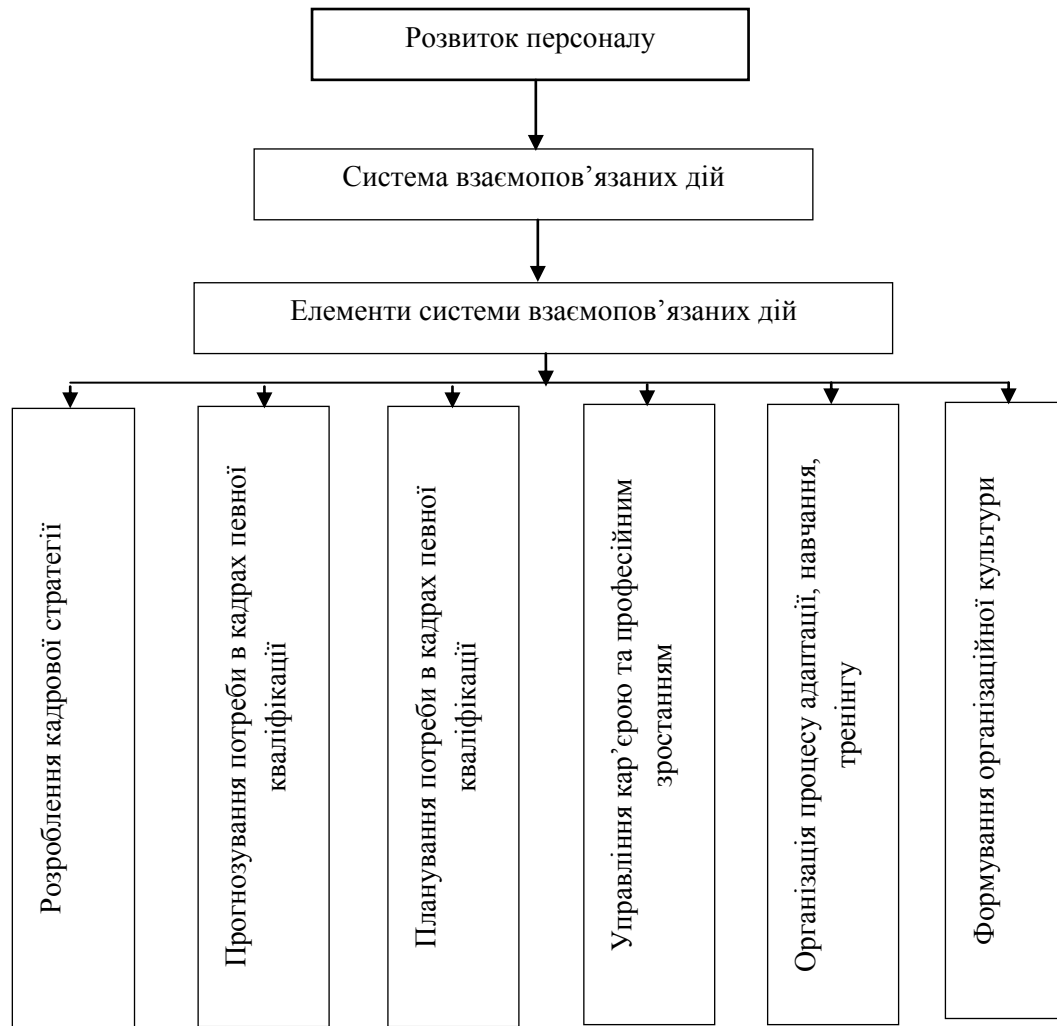 Розвиток персоналу
Система взаємопов’язаних дій
Елементи системи взаємопов’язаних дій
Розроблення кадрової стратегії
Прогнозування потреби в кадрах певної
кваліфікації
Планування потреби в кадрах певної
кваліфікації
Управління кар’єрою та професійним
зростанням
Організація процесу адаптації, навчання,
тренінгу
Формування організаційної культури